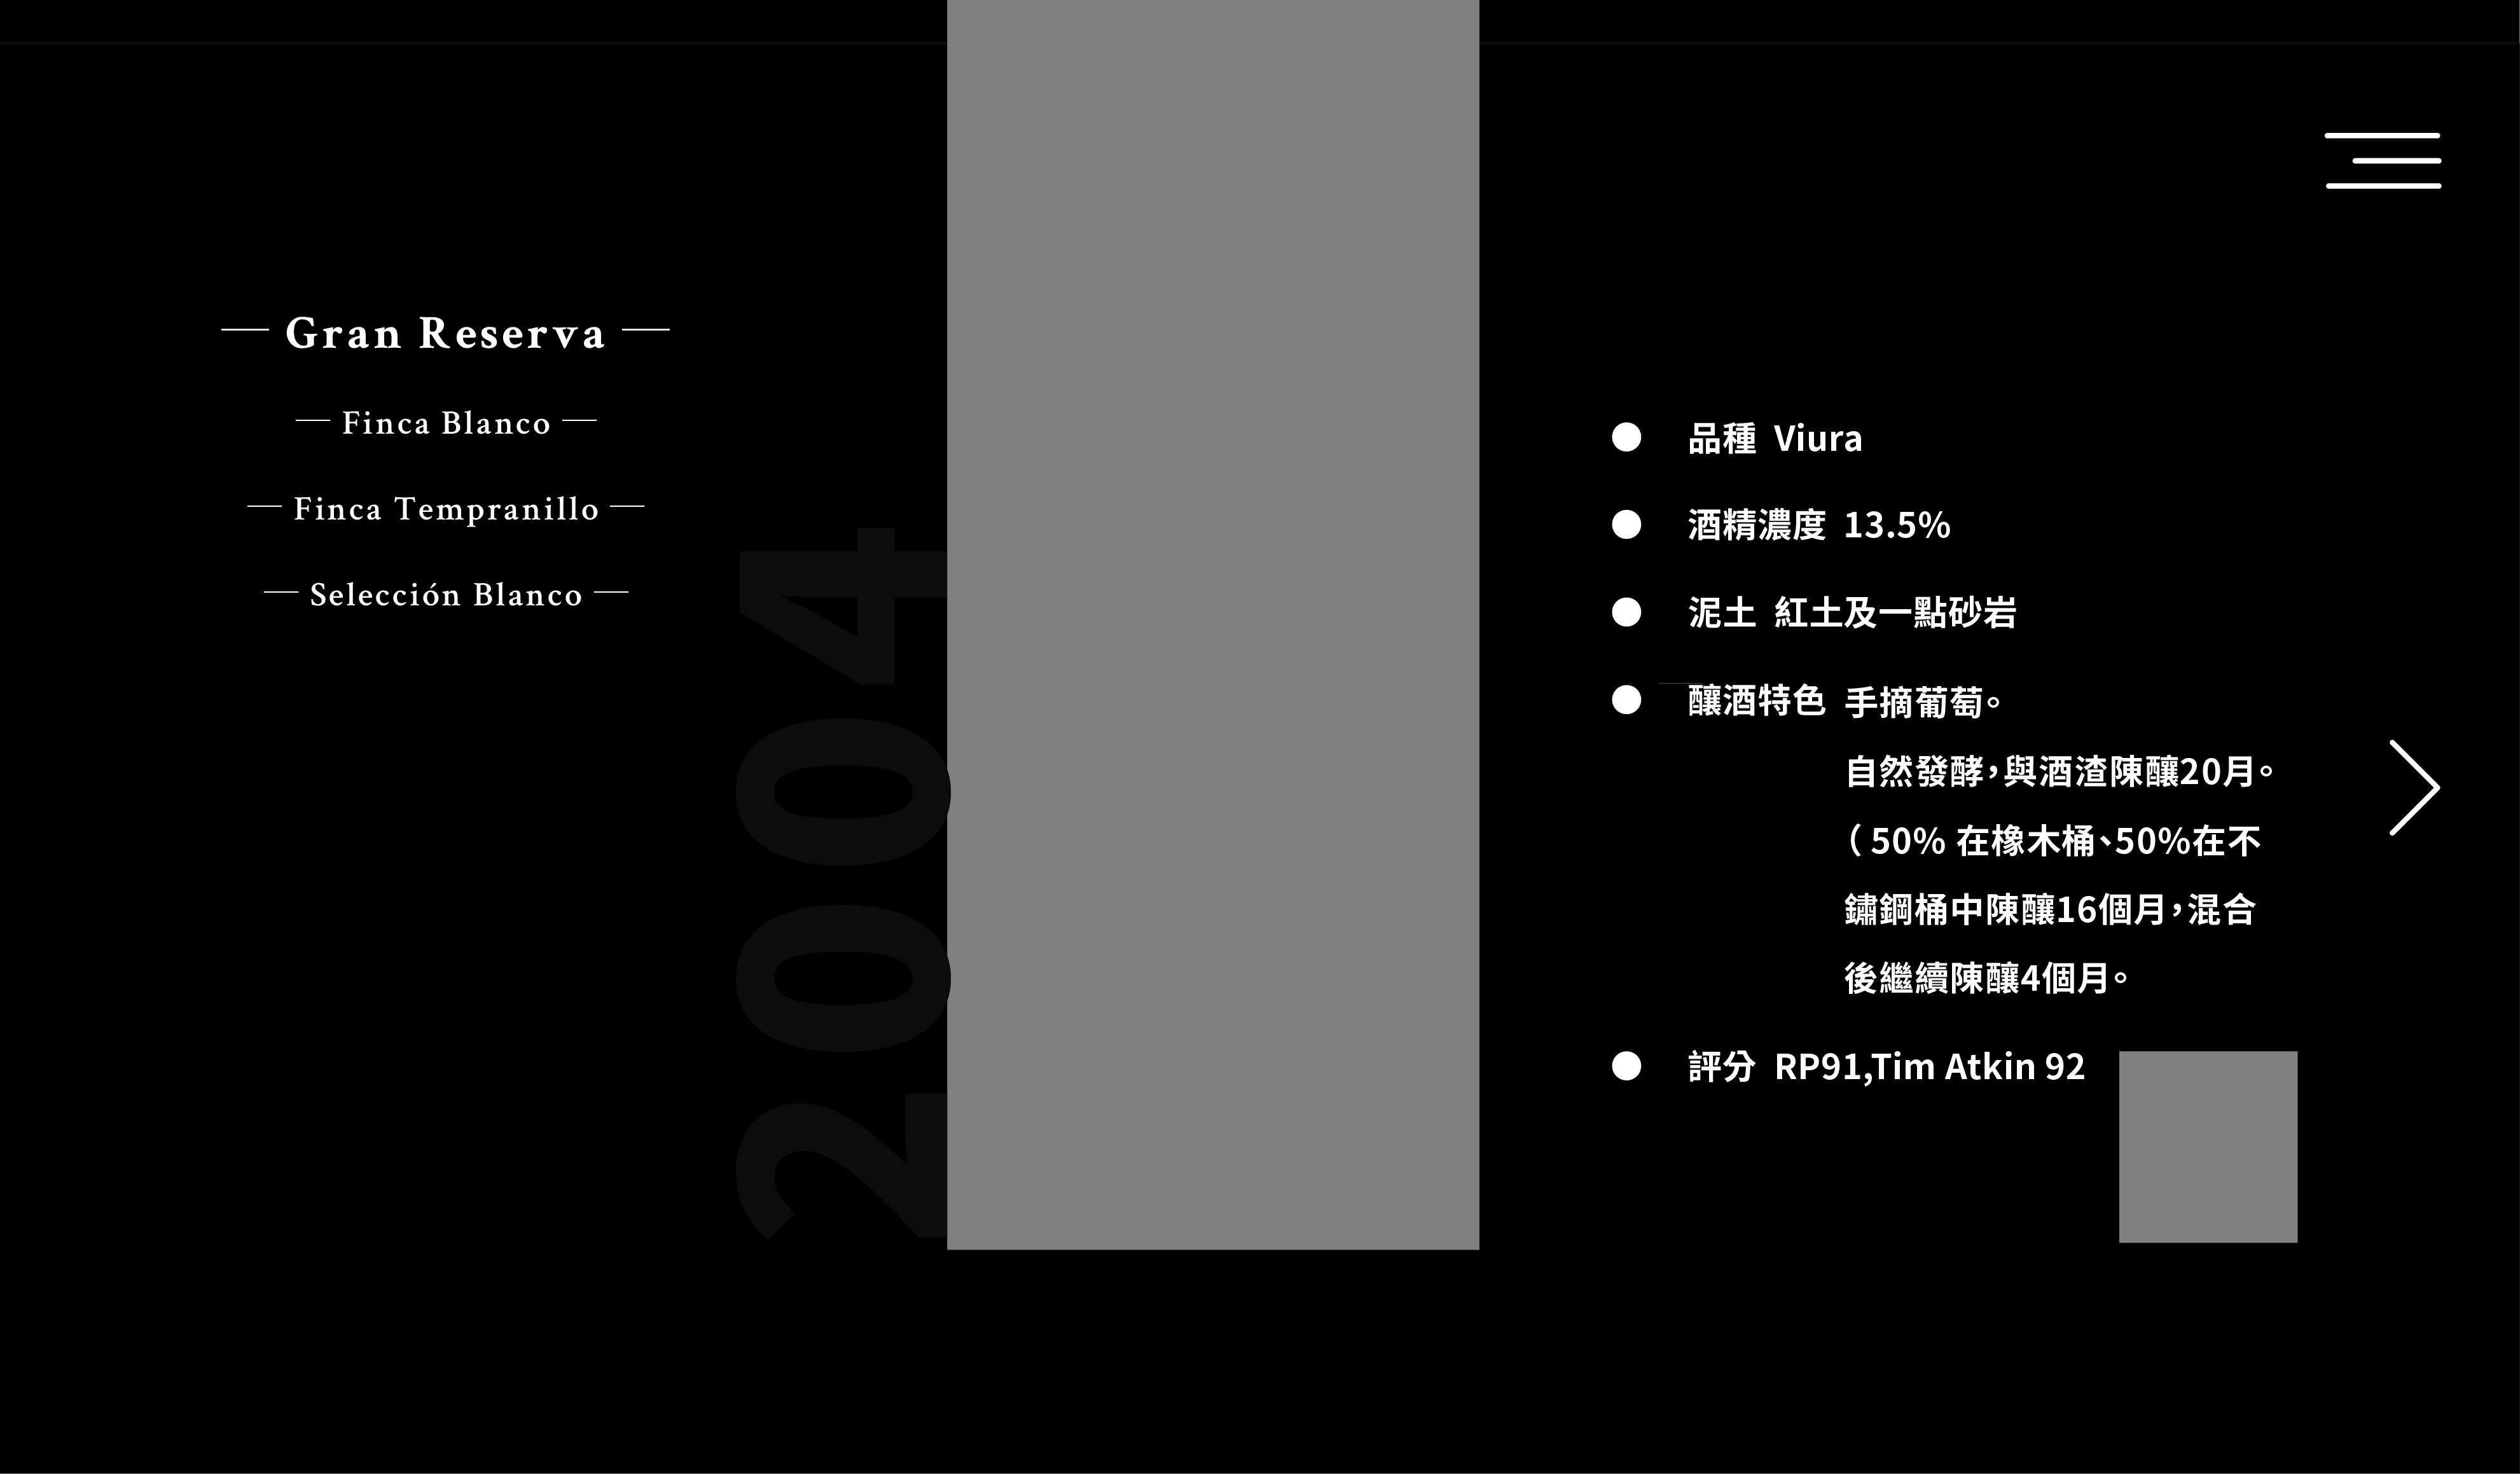 Gran Reserva
Finca Blanco
Finca Tempranillo
Selección Blanco
2004
品種 Viura
酒精濃度 13.5%
泥土 紅土及一點砂岩
釀酒特色 手摘葡萄。
自然發酵，與酒渣陳釀20月。
（ 50% 在橡木桶、50%在不
鏽鋼桶中陳釀16個月，混合
後繼續陳釀4個月。
評分 RP91,Tim Atkin 92